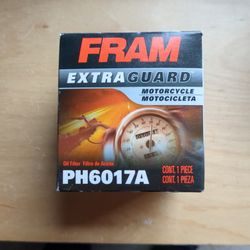 FRAM
EXTRAGUARD
MOTORCYCLE
MOTOCICLETA
Oil Filter Filtro de Aceite
PH6017A
CONT. 1 PIECE
CONT. 1 PIEZA